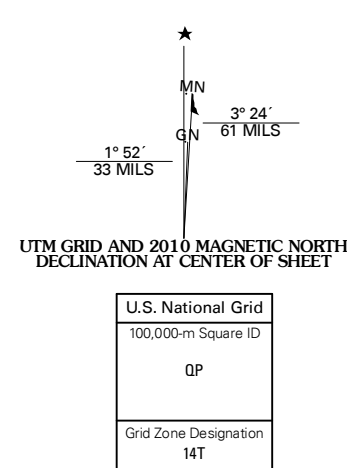 ★
MN
3° 24´
61 MILS
GN
1° 52´
33 MILS
UTM GRID AND 2010 MAGNETIC NORTH
DECLINATION AT CENTER OF SHEET
U.S. National Grid
100,000-m Square ID
QP
Grid Zone Designation
14T